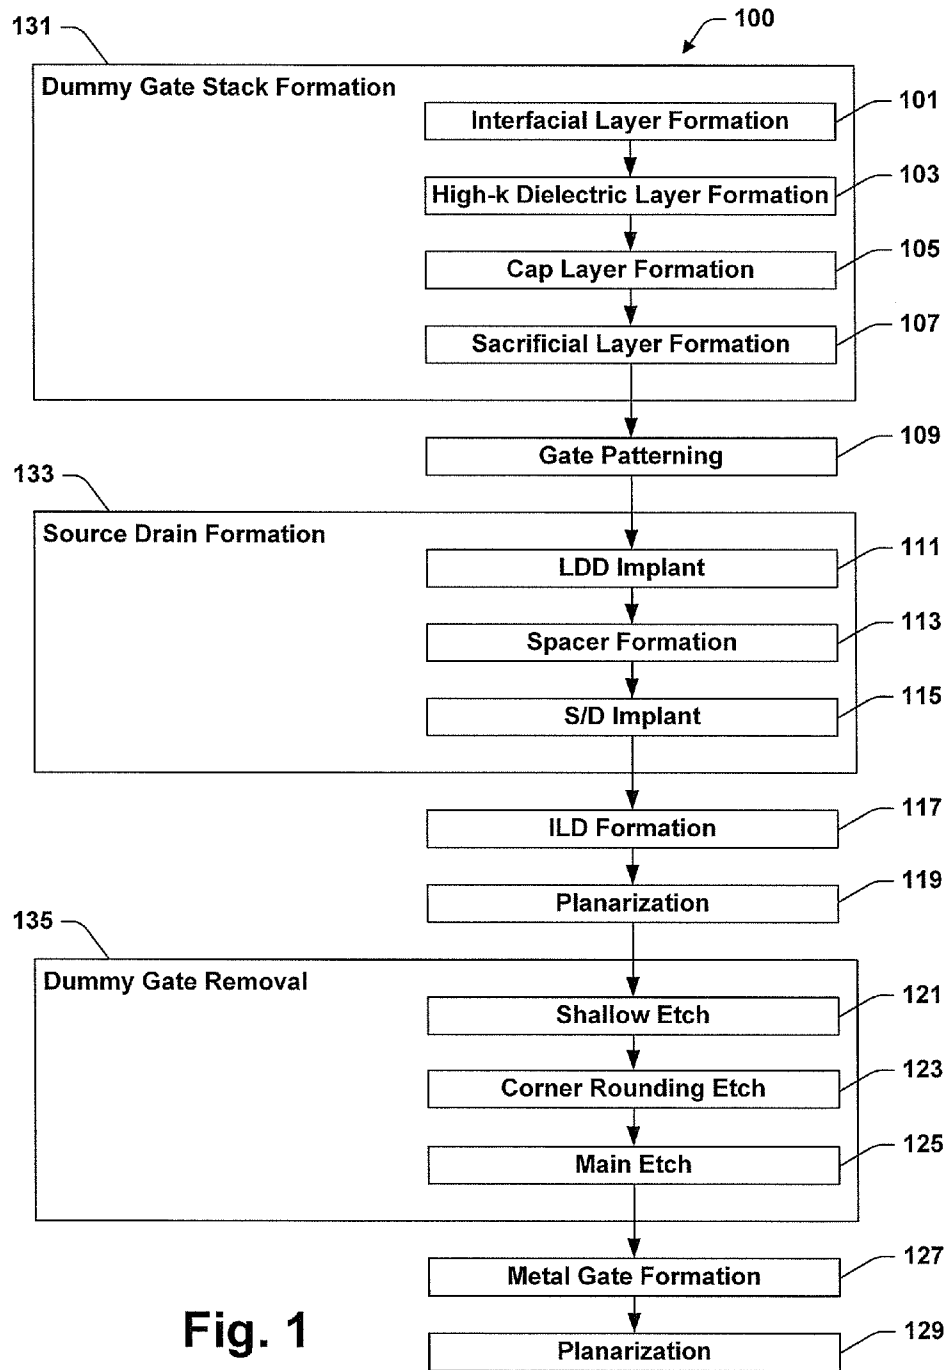 131
100
Dummy Gate Stack Formation
Interfacial Layer Formation
101
High-k Dielectric Layer Formation
103
Cap Layer Formation
105
Sacrificial Layer Formation
107
Gate Patterning
109
133
Source Drain Formation
LDD Implant
111
Spacer Formation
113
S/D Implant
115
ILD Formation
117
Planarization
119
135
Dummy Gate Removal
Shallow Etch
121
Corner Rounding Etch
123
Main Etch
125
Metal Gate Formation
127
Fig. 1
Planarization
129